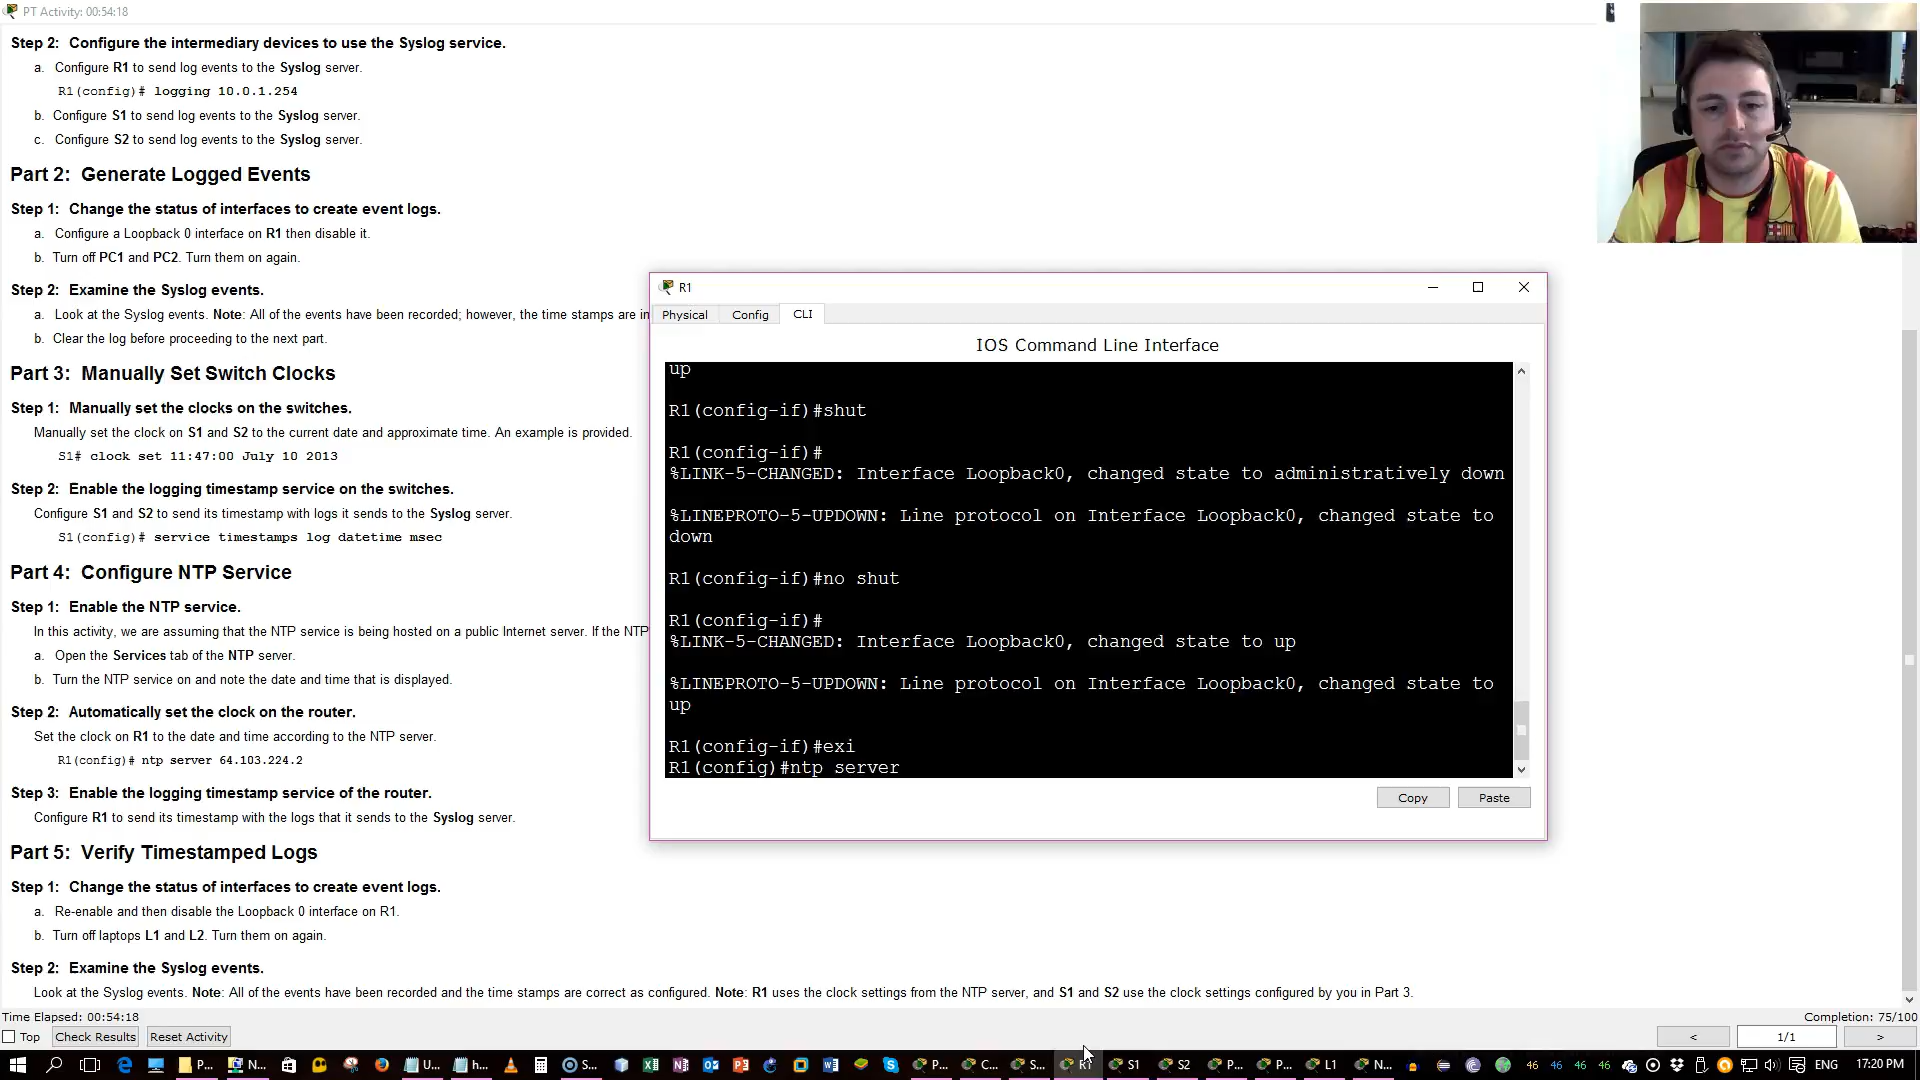 PT Activity: 00:54:18
Step 2: Configure the intermediary devices to use the Syslog service.
a. Configure R1 to send log events to the Syslog server.
R1(config)# logging 10.0.1.254
b. Configure S1 to send log events to the Syslog server.
c. Configure S2 to send log events to the Syslog server.
Part 2: Generate Logged Events
Step 1: Change the status of interfaces to create event logs.
a. Configure a Loopback 0 interface on R1 then disable it.
b. Turn off PC1 and PC2. Turn them on again.
Step 2: Examine the Syslog events.
a. Look at the Syslog events. Note: All of the events have been recorded; however, the time stamps are in
b. Clear the log before proceeding to the next part.
Part 3: Manually Set Switch Clocks
Step 1: Manually set the clocks on the switches.
Manually set the clock on S1 and S2 to the current date and approximate time. An example is provided.
S1# clock set 11:47:00 July 10 2013
Step 2: Enable the logging timestamp service on the switches.
Configure S1 and S2 to send its timestamp with logs it sends to the Syslog server.
S1(config)# service timestamps log datetime msec
Part 4: Configure NTP Service
Step 1: Enable the NTP service.
In this activity, we are assuming that the NTP service is being hosted on a public Internet server. If the NTP
a. Open the Services tab of the NTP server.
b. Turn the NTP service on and note the date and time that is displayed.
Step 2: Automatically set the clock on the router.
Set the clock on R1 to the date and time according to the NTP server.
R1(config)# ntp server 64.103.224.2
Step 3: Enable the logging timestamp service of the router.
Configure R1 to send its timestamp with the logs that it sends to the Syslog server.
Part 5: Verify Timestamped Logs
Step 1: Change the status of interfaces to create event logs.
a. Re-enable and then disable the Loopback 0 interface on R1.
b. Turn off laptops L1 and L2. Turn them on again.
Step 2: Examine the Syslog events.
Look at the Syslog events. Note: All of the events have been recorded and the time stamps are correct as configured. Note: R1 uses the clock settings from the NTP server, and S1 and S2 use the clock settings configured by you in Part 3.
R1
Physical Config CLI
IOS Command Line Interface
up
R1(config-if)#shut
R1(config-if)#
%LINK-5-CHANGED: Interface Loopback0, changed state to administratively down
%LINEPROTO-5-UPDOWN: Line protocol on Interface Loopback0, changed state to
down
R1(config-if)#no shut
R1(config-if)#
%LINK-5-CHANGED: Interface Loopback0, changed state to up
%LINEPROTO-5-UPDOWN: Line protocol on Interface Loopback0, changed state to
up
R1(config-if)#exi
R1(config)#ntp server
Copy Paste
Time Elapsed: 00:54:18 Completion: 75/100
Top Check Results Reset Activity < 1/1 >
P... N... U... h... S... P... C... S... R1 S1 S2 P... P... L1 N... 46 46 46 46 ENG 17:20 PM